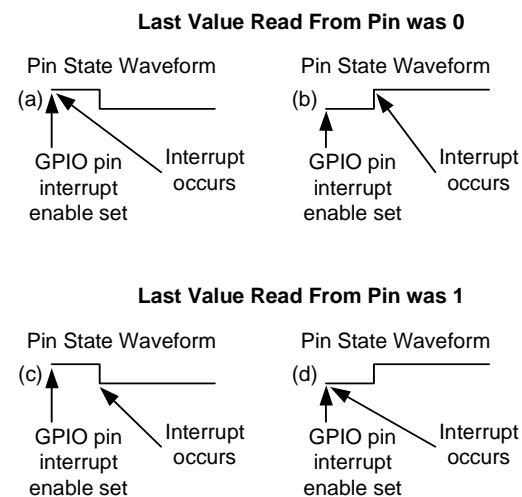 Last Value Read From Pin was 0
Pin State Waveform
(a)
GPIO pin
interrupt
enable set
Interrupt
occurs
Pin State Waveform
(b)
GPIO pin
interrupt
enable set
Interrupt
occurs
Last Value Read From Pin was 1
Pin State Waveform
(c)
GPIO pin
interrupt
enable set
Interrupt
occurs
Pin State Waveform
(d)
GPIO pin
interrupt
enable set
Interrupt
occurs